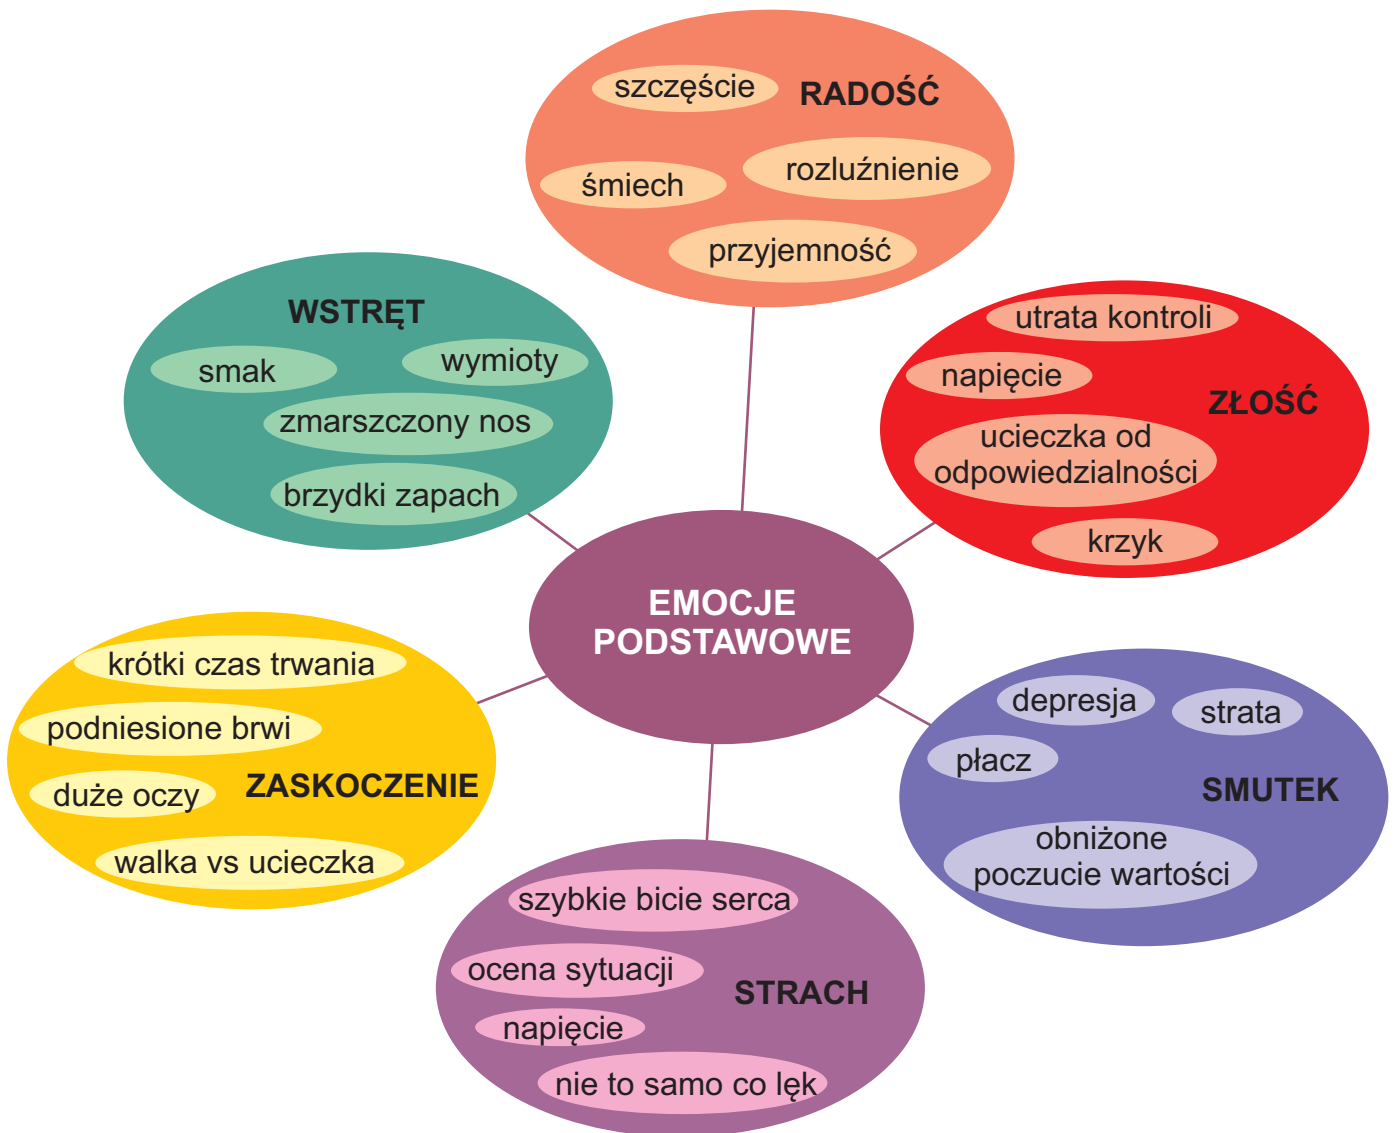 szczęście
RADOŚĆ
śmiech
rozluźnienie
przyjemność
WSTRĘT
smak
wymioty
zmarszczony nos
brzydki zapach
utrata kontroli
napięcie
ZŁOŚĆ
ucieczka od
odpowiedzialności
krzyk
EMOCJE
PODSTAWOWE
krótki czas trwania
podniesione brwi
duże oczy
ZASKOCZENIE
walka vs ucieczka
depresja
strata
płacz
SMUTEK
obniżone
poczucie wartości
szybkie bicie serca
ocena sytuacji
STRACH
napięcie
nie to samo co lęk